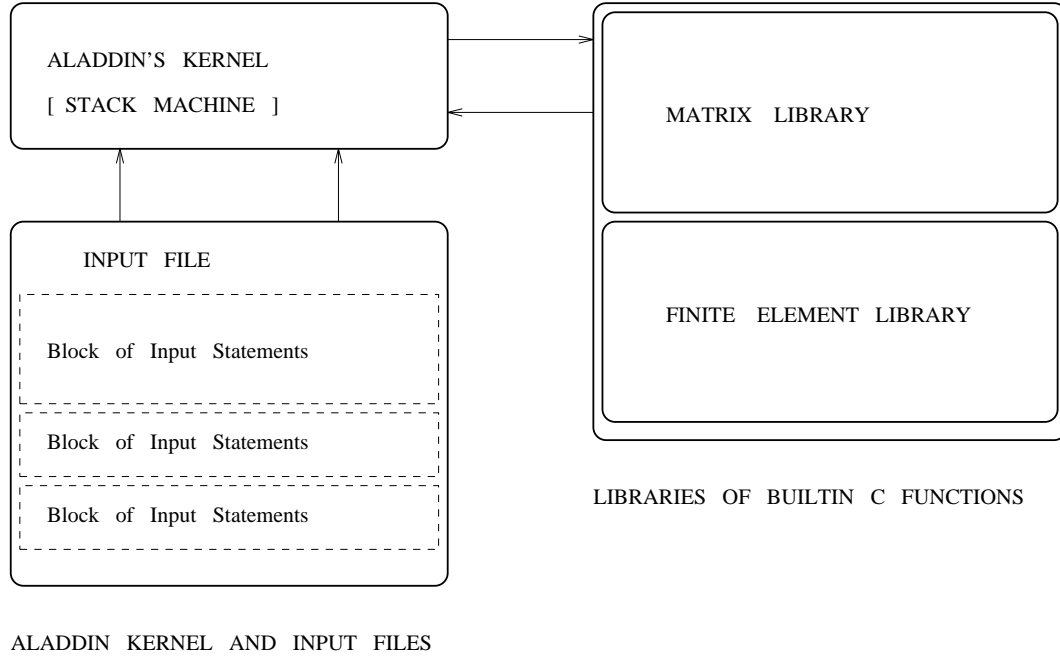 ALADDIN'S KERNEL
[ STACK MACHINE ]
MATRIX LIBRARY
INPUT FILE
FINITE ELEMENT LIBRARY
Block of Input Statements
Block of Input Statements
Block of Input Statements
LIBRARIES OF BUILTIN C FUNCTIONS
ALADDIN KERNEL AND INPUT FILES